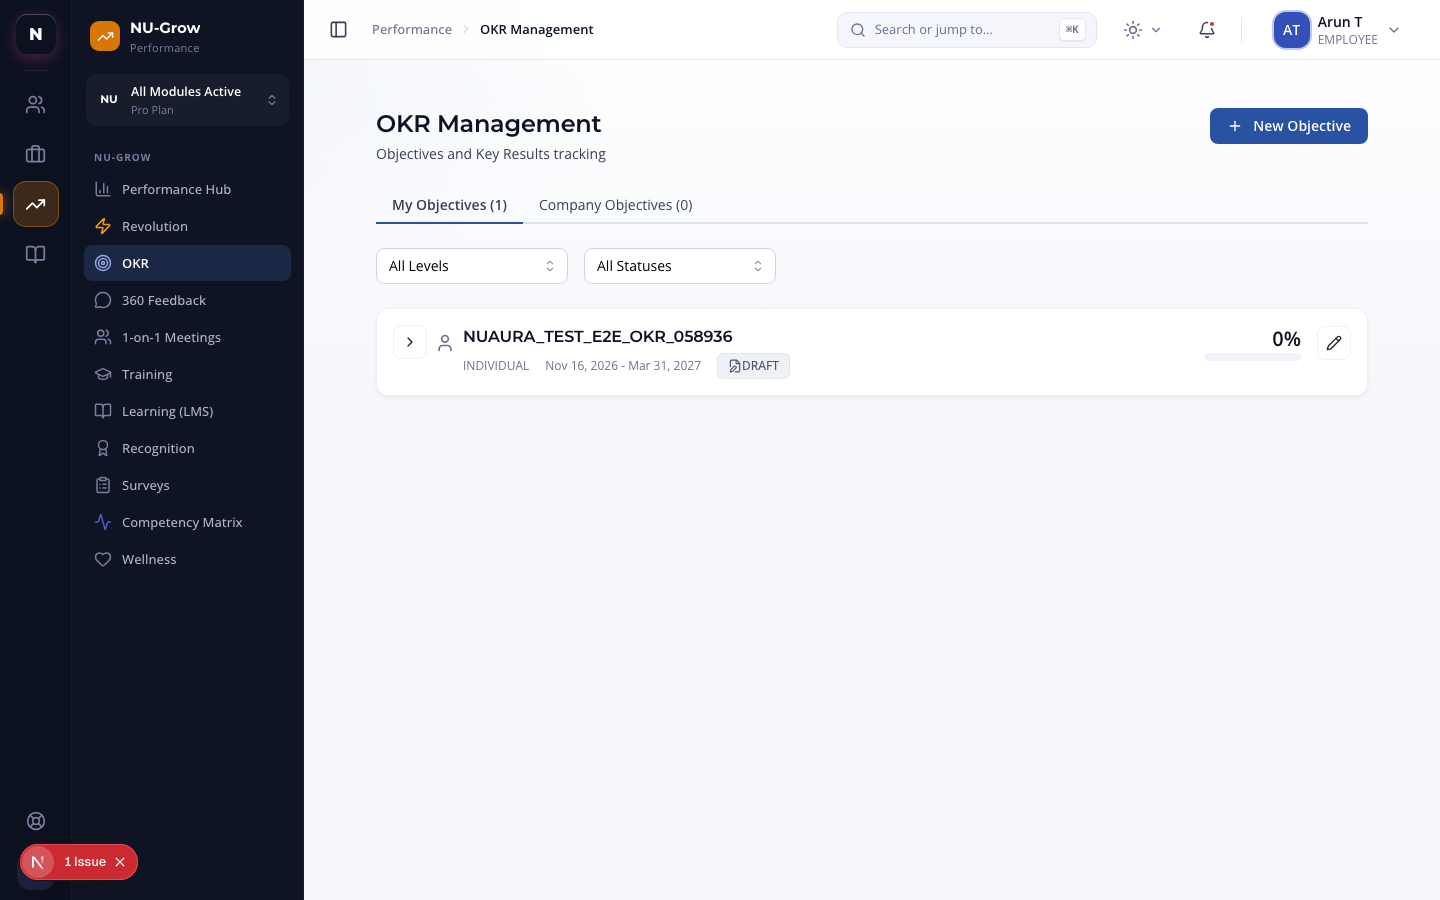 N
NU-Grow
Performance
NU
All Modules Active
Pro Plan
NU-GROW
Performance Hub
Revolution
OKR
360 Feedback
1-on-1 Meetings
Training
Learning (LMS)
Recognition
Surveys
Competency Matrix
Wellness
N
1 Issue
Performance
OKR Management
Search or jump to...
⌘K
AT
Arun T
EMPLOYEE
OKR Management
Objectives and Key Results tracking
New Objective
My Objectives (1)
Company Objectives (0)
All Levels
All Statuses
NUAURA_TEST_E2E_OKR_058936
INDIVIDUAL
Nov 16, 2026 - Mar 31, 2027
DRAFT
0%